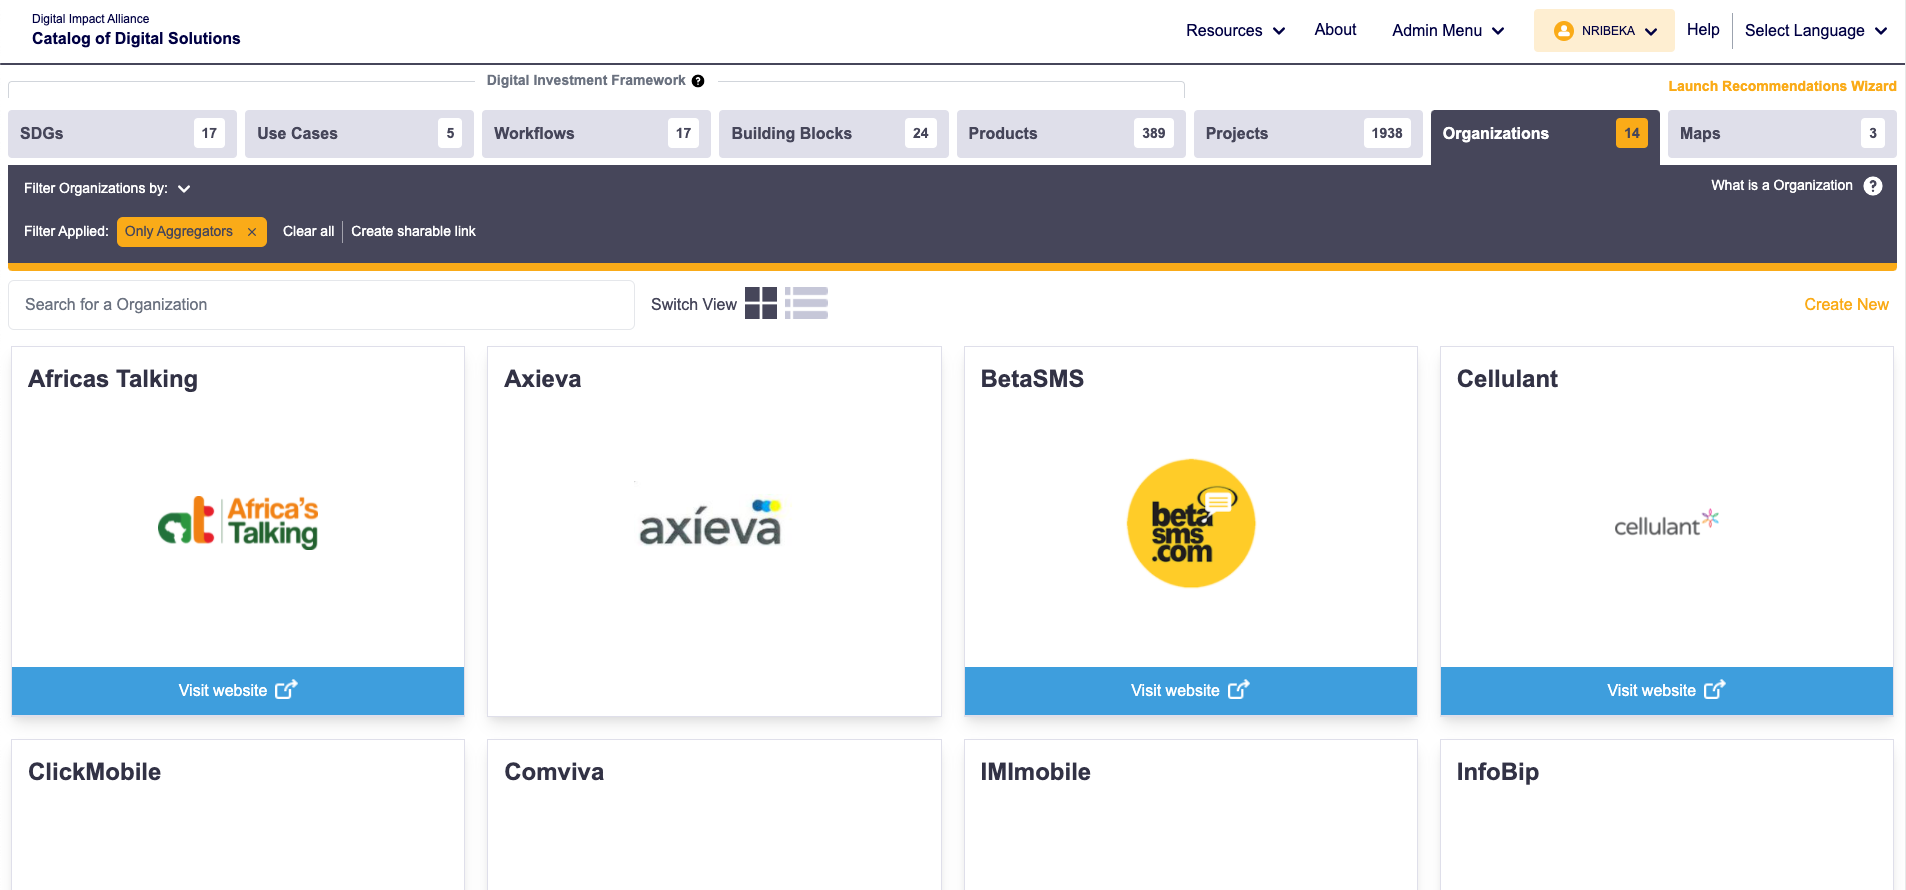 Digital Impact Alliance
Catalog of Digital Solutions
Resources
About
Admin Menu
NRIBEKA
Help
Select Language
Digital Investment Framework ?
Launch Recommendations Wizard
SDGs 17
Use Cases 5
Workflows 17
Building Blocks 24
Products 389
Projects 1938
Organizations 14
Maps 3
Filter Organizations by:
What is a Organization ?
Filter Applied: Only Aggregators × Clear all Create sharable link
Search for a Organization
Switch View
Create New
Africas Talking
at Africa's
Talking
Visit website
Axieva
axíeva
BetaSMS
beta
sms
.com
Visit website
Cellulant
cellulant
Visit website
ClickMobile
Comviva
IMImobile
InfoBip